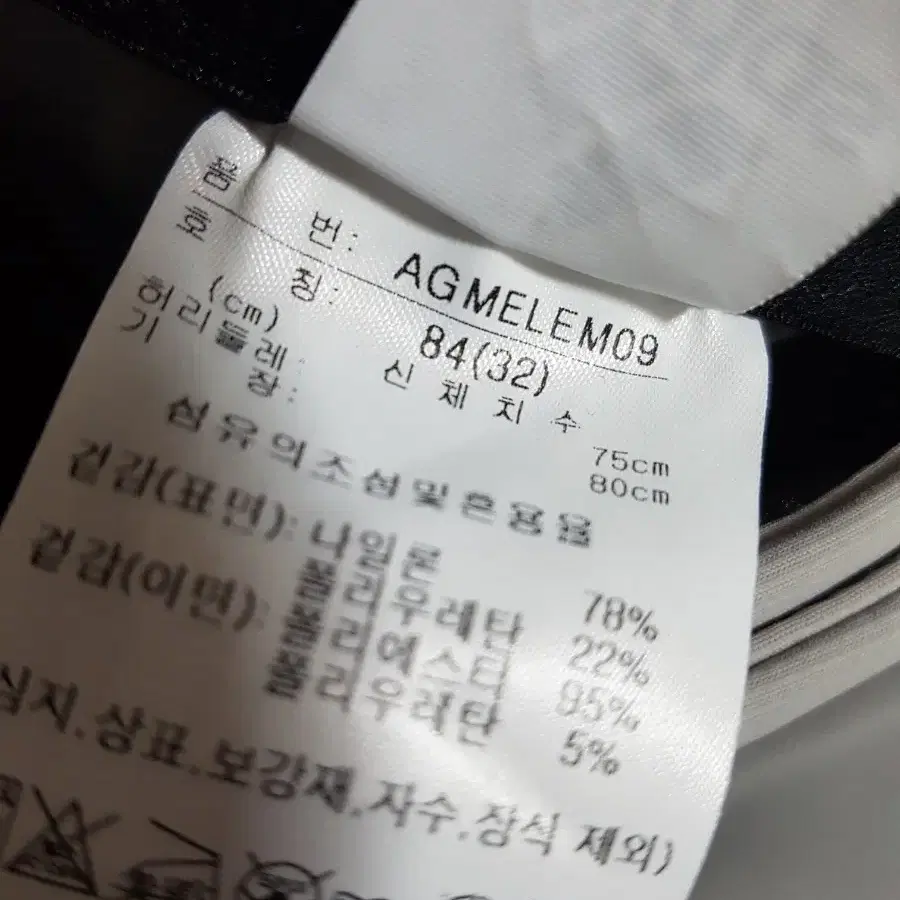 품 번: AGMELEM09
호 칭: 84(32)
(cm) 신 체 치 수
허리둘레: 75cm
기 장: 80cm
섬유의조성및혼용율
겉감(표면): 나일론 78%
폴리우레탄 22%
겉감(이면): 폴리에스터 95%
폴리우레탄 5%
심지,상표,보강재,자수,장식 제외)